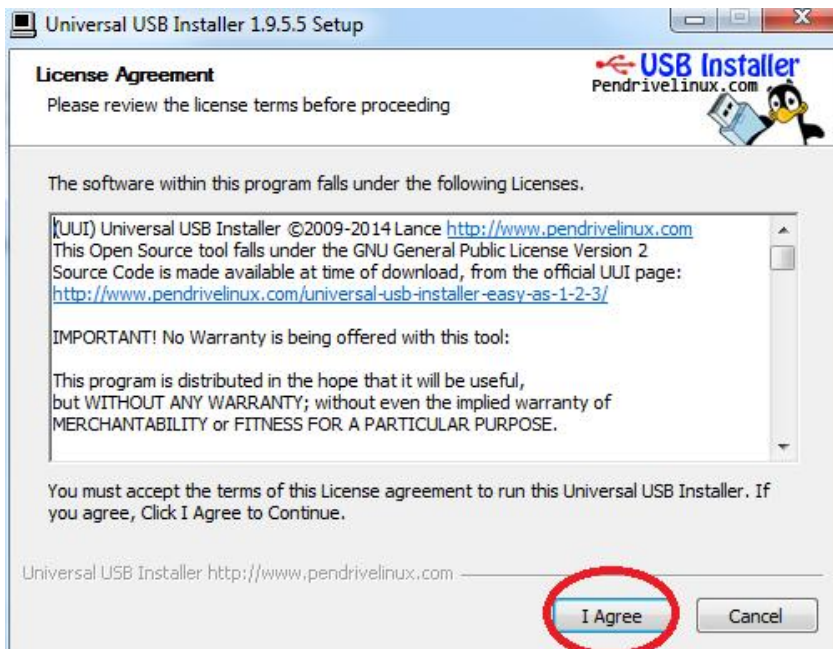 Universal USB Installer 1.9.5.5 Setup
License Agreement
Please review the license terms before proceeding
USB Installer
Pendrivelinux.com
The software within this program falls under the following Licenses.
(UUI) Universal USB Installer ©2009-2014 Lance http://www.pendrivelinux.com
This Open Source tool falls under the GNU General Public License Version 2
Source Code is made available at time of download, from the official UUI page:
http://www.pendrivelinux.com/universal-usb-installer-easy-as-1-2-3/
IMPORTANT! No Warranty is being offered with this tool:
This program is distributed in the hope that it will be useful,
but WITHOUT ANY WARRANTY; without even the implied warranty of
MERCHANTABILITY or FITNESS FOR A PARTICULAR PURPOSE.
You must accept the terms of this License agreement to run this Universal USB Installer. If
you agree, Click I Agree to Continue.
Universal USB Installer http://www.pendrivelinux.com
I Agree
Cancel